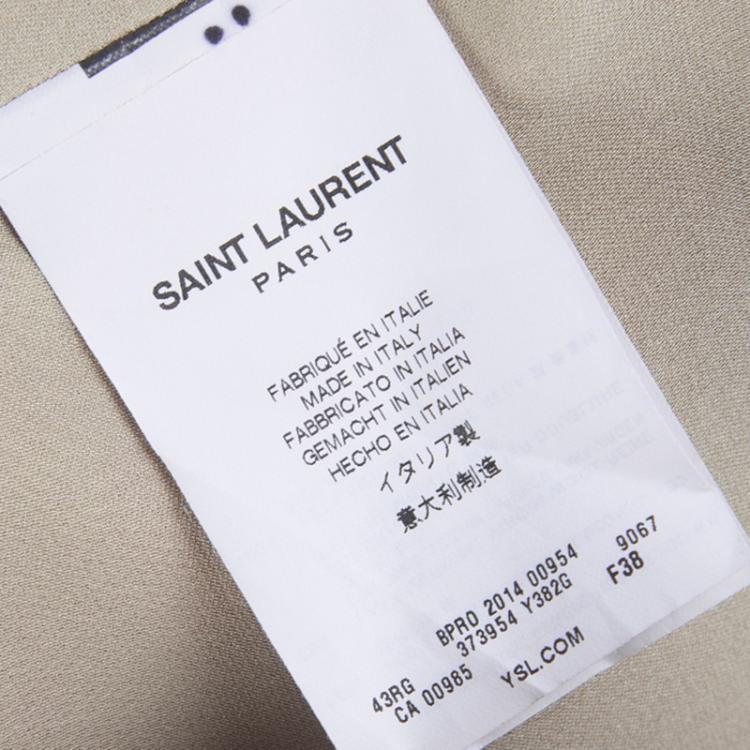 SAINT LAURENT
PARIS
FABRIQUÉ EN ITALIE
MADE IN ITALY
FABBRICATO IN ITALIA
GEMACHT IN ITALIEN
HECHO EN ITALIA
イタリア製
意大利制造
BPRO 2014 00954 9067
373954 Y382G F38
43RG
CA 00985 YSL.COM